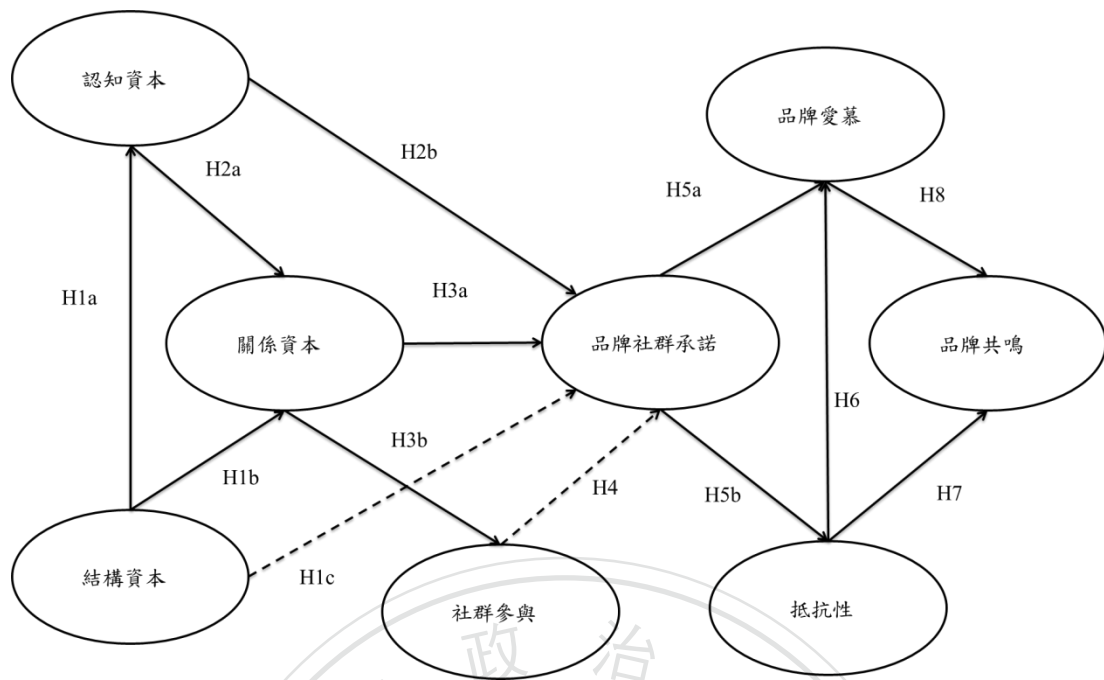 認知資本
品牌愛慕
H2a
H2b
H5a
H8
H1a
H3a
關係資本
品牌社群承諾
品牌共鳴
H6
H3b
H1b
H4
H5b
H7
結構資本
H1c
社群參與
抵抗性
政 治